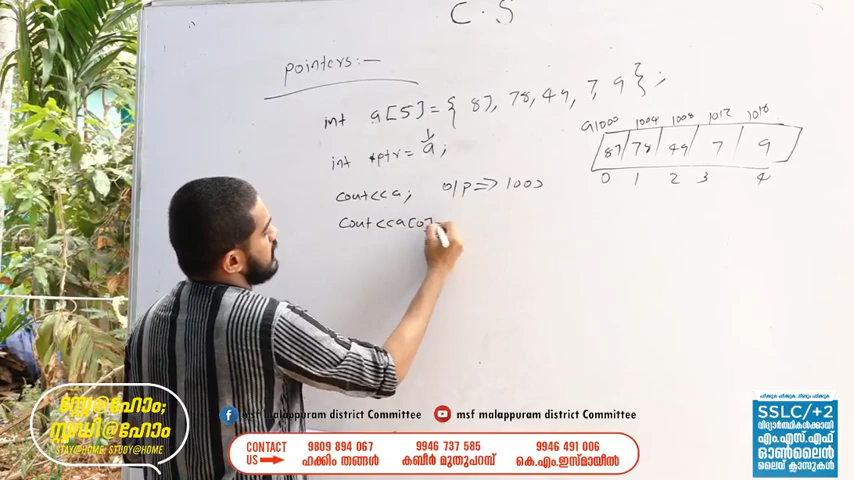 C.S
pointers:-
int a[5] = { 87, 78, 49, 7, 9 };
int *ptr = a;
cout<<a; o/p => 1000
cout<<a[0]
a 1000 1004 1008 1012 1016
87 78 49 7 9
0 1 2 3 4
സ്റ്റേ@ഹോം;
സ്റ്റഡി@ഹോം
STAY@HOME; STUDY@HOME
msf malappuram district Committee msf malappuram district Committee
CONTACT US
9809 894 067 9946 737 585 9946 491 006
ഹക്കിം തങ്ങൾ കബീർ മുതുപറമ്പ് കെ.എം.ഇസ്മായീൽ
SSLC/+2
വിദ്യാർത്ഥികൾക്കായി
എം.എസ്.എഫ്
ഓൺലൈൻ
ലൈവ് ക്ലാസുകൾ